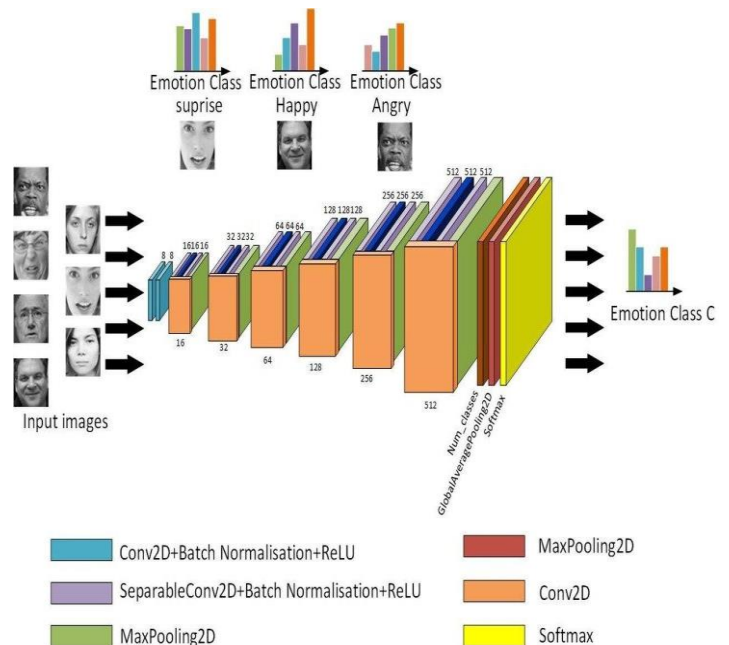 Emotion Class suprise
Emotion Class Happy
Emotion Class Angry
Input images
8 8
16 16 16
32 32 32
64 64 64
128 128 128
256 256 256
512 512 512
16
32
64
128
256
512
Num_classes
GlobalAveragePooling2D
Softmax
Emotion Class C
Conv2D+Batch Normalisation+ReLU
SeparableConv2D+Batch Normalisation+ReLU
MaxPooling2D
MaxPooling2D
Conv2D
Softmax